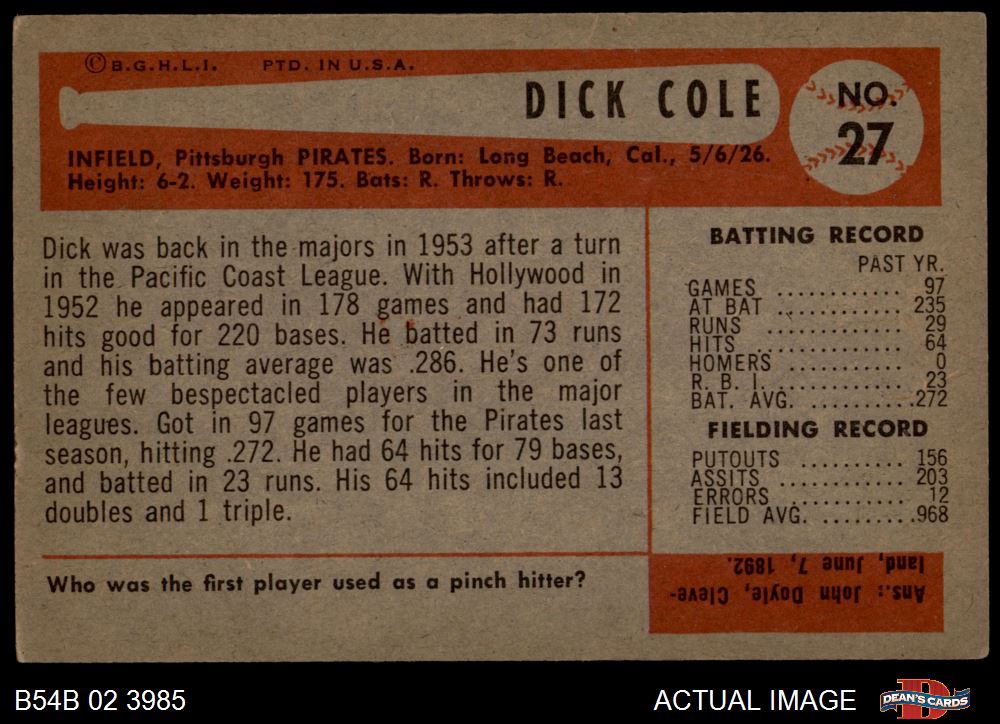 © B.G.H.L.I. PTD. IN U.S.A.
DICK COLE
NO.
27
INFIELD, Pittsburgh PIRATES. Born: Long Beach, Cal., 5/6/26.
Height: 6-2. Weight: 175. Bats: R. Throws: R.
Dick was back in the majors in 1953 after a turn
in the Pacific Coast League. With Hollywood in
1952 he appeared in 178 games and had 172
hits good for 220 bases. He batted in 73 runs
and his batting average was .286. He's one of
the few bespectacled players in the major
leagues. Got in 97 games for the Pirates last
season, hitting .272. He had 64 hits for 79 bases,
and batted in 23 runs. His 64 hits included 13
doubles and 1 triple.
BATTING RECORD
PAST YR.
GAMES ............ 97
AT BAT ............ 235
RUNS ............. 29
HITS ............. 64
HOMERS ........... 0
R. B. I. ............ 23
BAT. AVG. ..........272
FIELDING RECORD
PUTOUTS .......... 156
ASSITS ............ 203
ERRORS ........... 12
FIELD AVG. .........968
Who was the first player used as a pinch hitter?
Ans.: John Doyle, Cleve-
land, June 7, 1892.
B54B 02 3985
ACTUAL IMAGE
D
DEAN'S CARDS